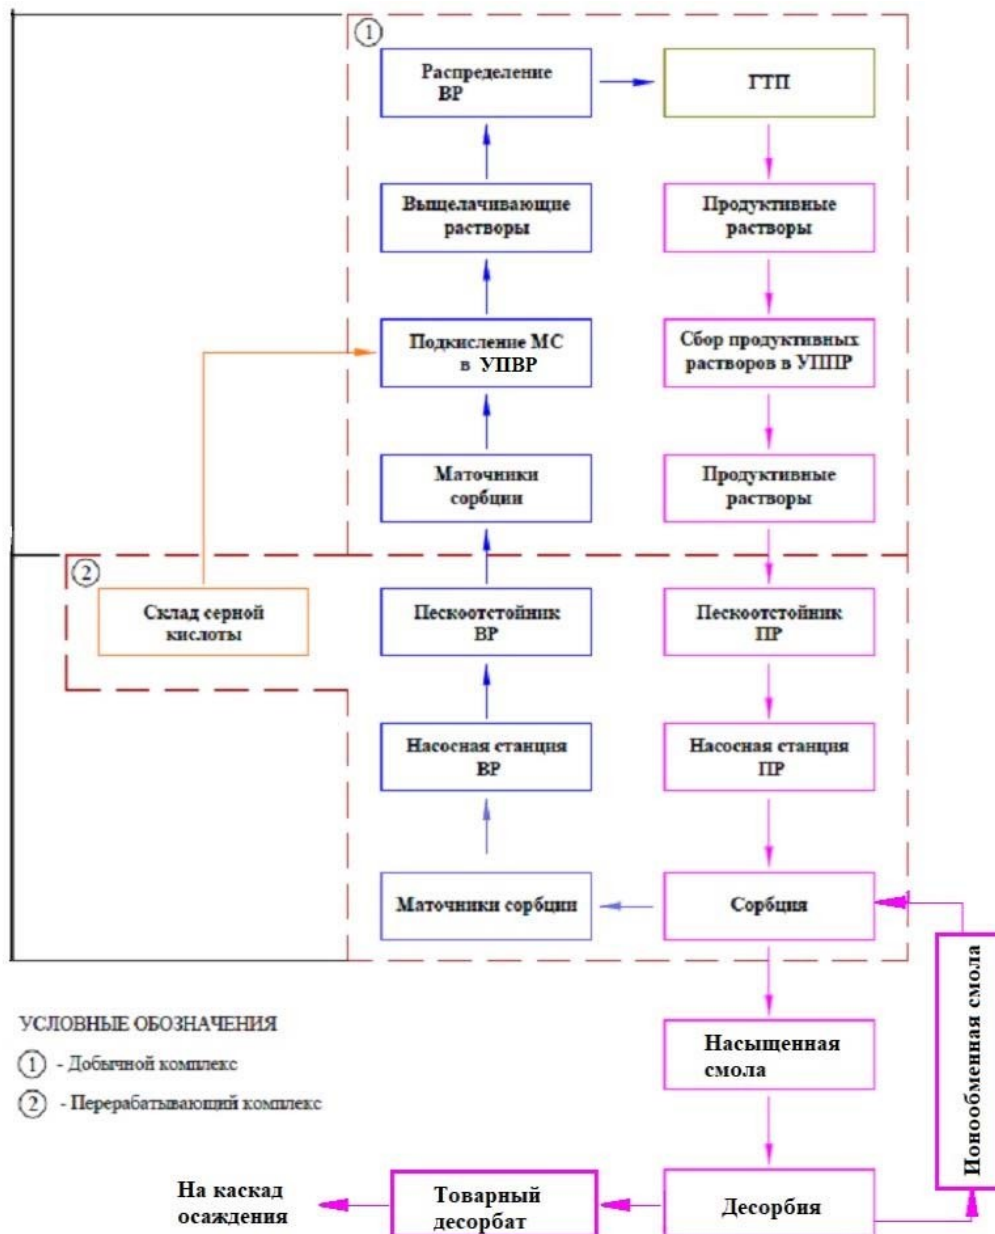 1
Распределение
ВР
ГТП
Выщелачивающие
растворы
Продуктивные
растворы
Подкисление МС
в УПВР
Сбор продуктивных
растворов в УППР
Маточники
сорбции
Продуктивные
растворы
2
Склад серной
кислоты
Пескоотстойник
ВР
Пескоотстойник
ПР
Насосная станция
ВР
Насосная станция
ПР
Маточники сорбции
Сорбция
Ионообменная смола
УСЛОВНЫЕ ОБОЗНАЧЕНИЯ
1 - Добычной комплекс
2 - Перерабатывающий комплекс
Насыщенная
смола
На каскад
осаждения
Товарный
десорбат
Десорбия